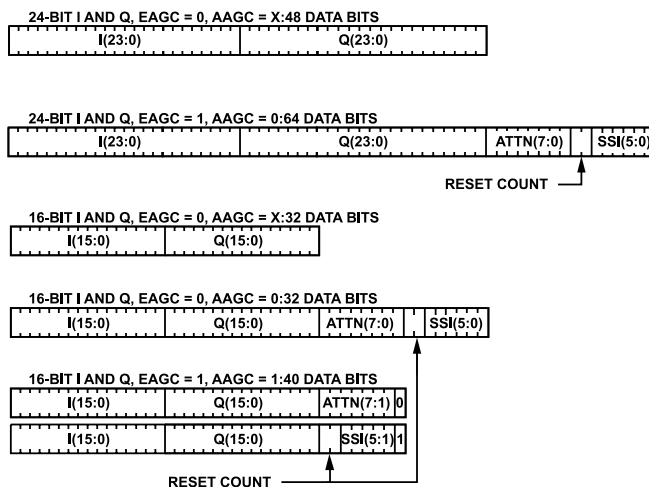 24-BIT I AND Q, EAGC = 0, AAGC = X:48 DATA BITS
I(23:0) Q(23:0)
24-BIT I AND Q, EAGC = 1, AAGC = 0:64 DATA BITS
I(23:0) Q(23:0) ATTN(7:0) SSI(5:0)
RESET COUNT
16-BIT I AND Q, EAGC = 0, AAGC = X:32 DATA BITS
I(15:0) Q(15:0)
16-BIT I AND Q, EAGC = 0, AAGC = 0:32 DATA BITS
I(15:0) Q(15:0) ATTN(7:0) SSI(5:0)
16-BIT I AND Q, EAGC = 1, AAGC = 1:40 DATA BITS
I(15:0) Q(15:0) ATTN(7:1) 0
I(15:0) Q(15:0) SSI(5:1) 1
RESET COUNT